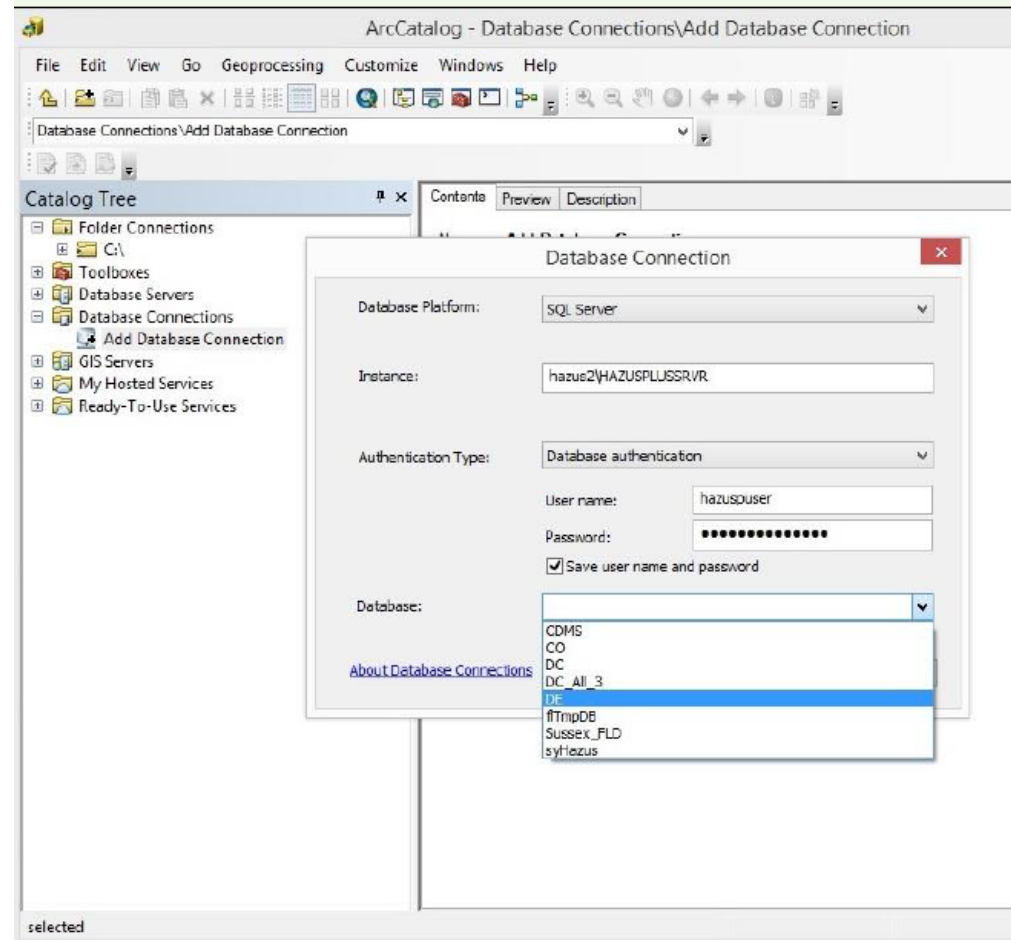 ArcCatalog - Database Connections\Add Database Connection
File Edit View Go Geoprocessing Customize Windows Help
Database Connections\Add Database Connection
Catalog Tree
Contents Preview Description
Folder Connections
C:\
Toolboxes
Database Servers
Database Connections
Add Database Connection
GIS Servers
My Hosted Services
Ready-To-Use Services
Database Connection
Database Platform: SQL Server
Instance: hazus2\HAZUSPLUSSRVR
Authentication Type: Database authentication
User name: hazuspuser
Password: ••••••••••••••
Save user name and password
Database:
CDMS
CO
DC
About Database Connections
DC_All_3
DE
flTmpDB
Sussex_FLD
syHazus
selected